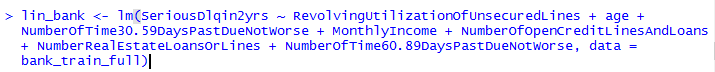 > lin_bank <- lm(SeriousDlqin2yrs ~ RevolvingUtilizationOfUnsecuredLines + age +
NumberOfTime30.59DaysPastDueNotWorse + MonthlyIncome + NumberOfOpenCreditLinesAndLoans
+ NumberRealEstateLoansOrLines + NumberOfTime60.89DaysPastDueNotWorse, data =
bank_train_full)